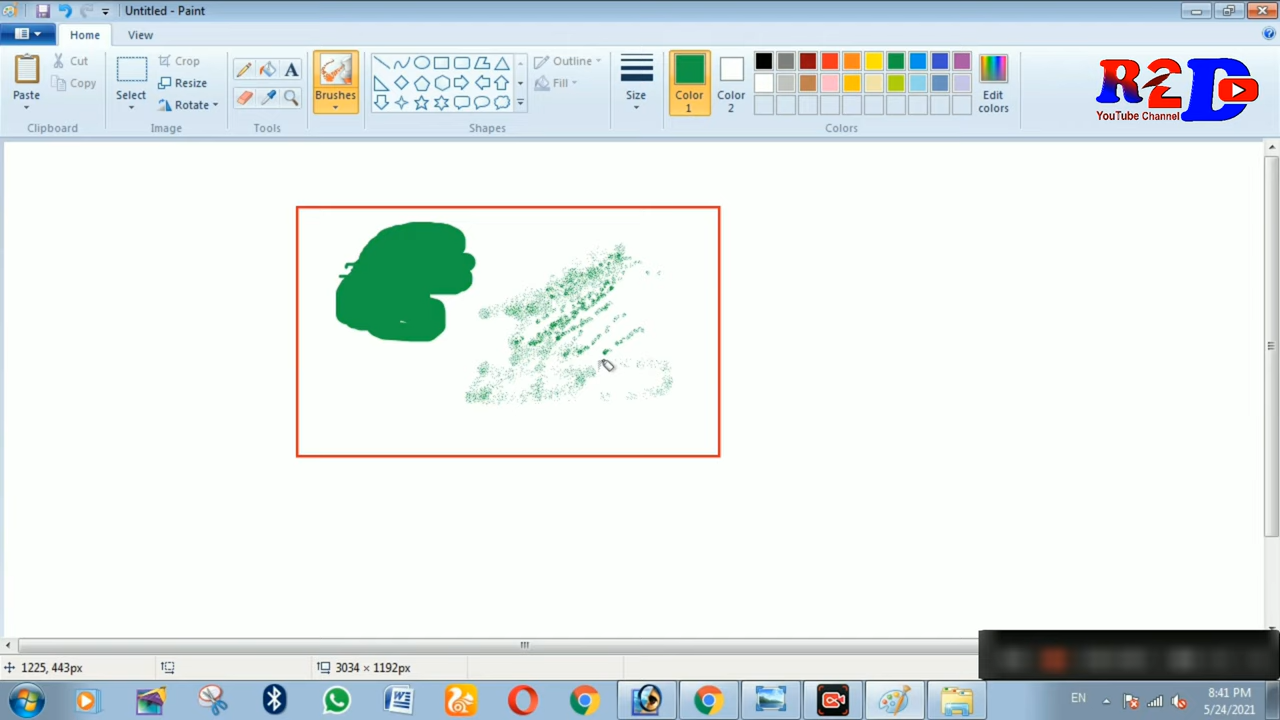 Untitled - Paint
Home
View
Paste
Cut
Copy
Clipboard
Select
Crop
Resize
Rotate
Image
A
Tools
Brushes
Outline
Fill
Shapes
Size
Color 1
Color 2
Edit colors
Colors
R2D
YouTube Channel
1225, 443px
3034 × 1192px
EN
8:41 PM
5/24/2021